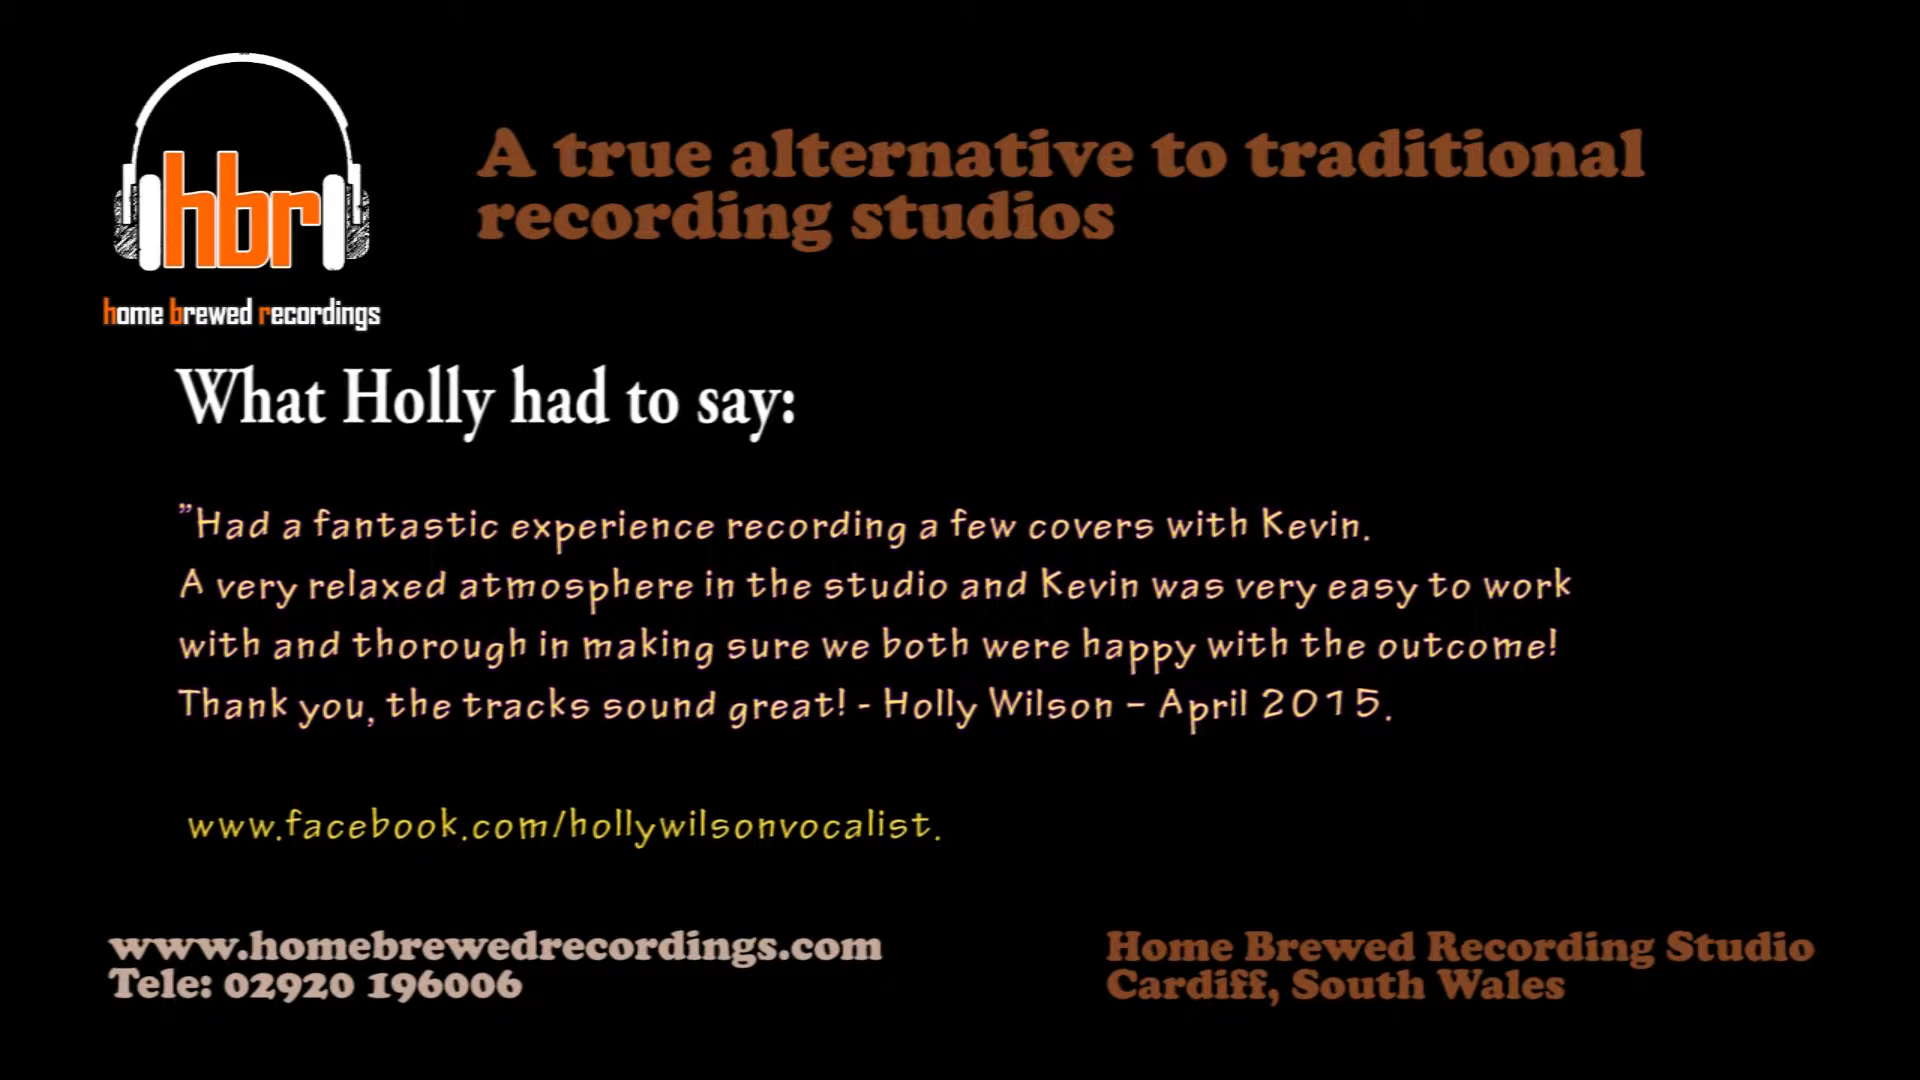 hbr
home brewed recordings
A true alternative to traditional
recording studios
What Holly had to say:
"Had a fantastic experience recording a few covers with Kevin.
A very relaxed atmosphere in the studio and Kevin was very easy to work
with and thorough in making sure we both were happy with the outcome!
Thank you, the tracks sound great! - Holly Wilson – April 2015.
www.facebook.com/hollywilsonvocalist.
www.homebrewedrecordings.com
Tele: 02920 196006
Home Brewed Recording Studio
Cardiff, South Wales